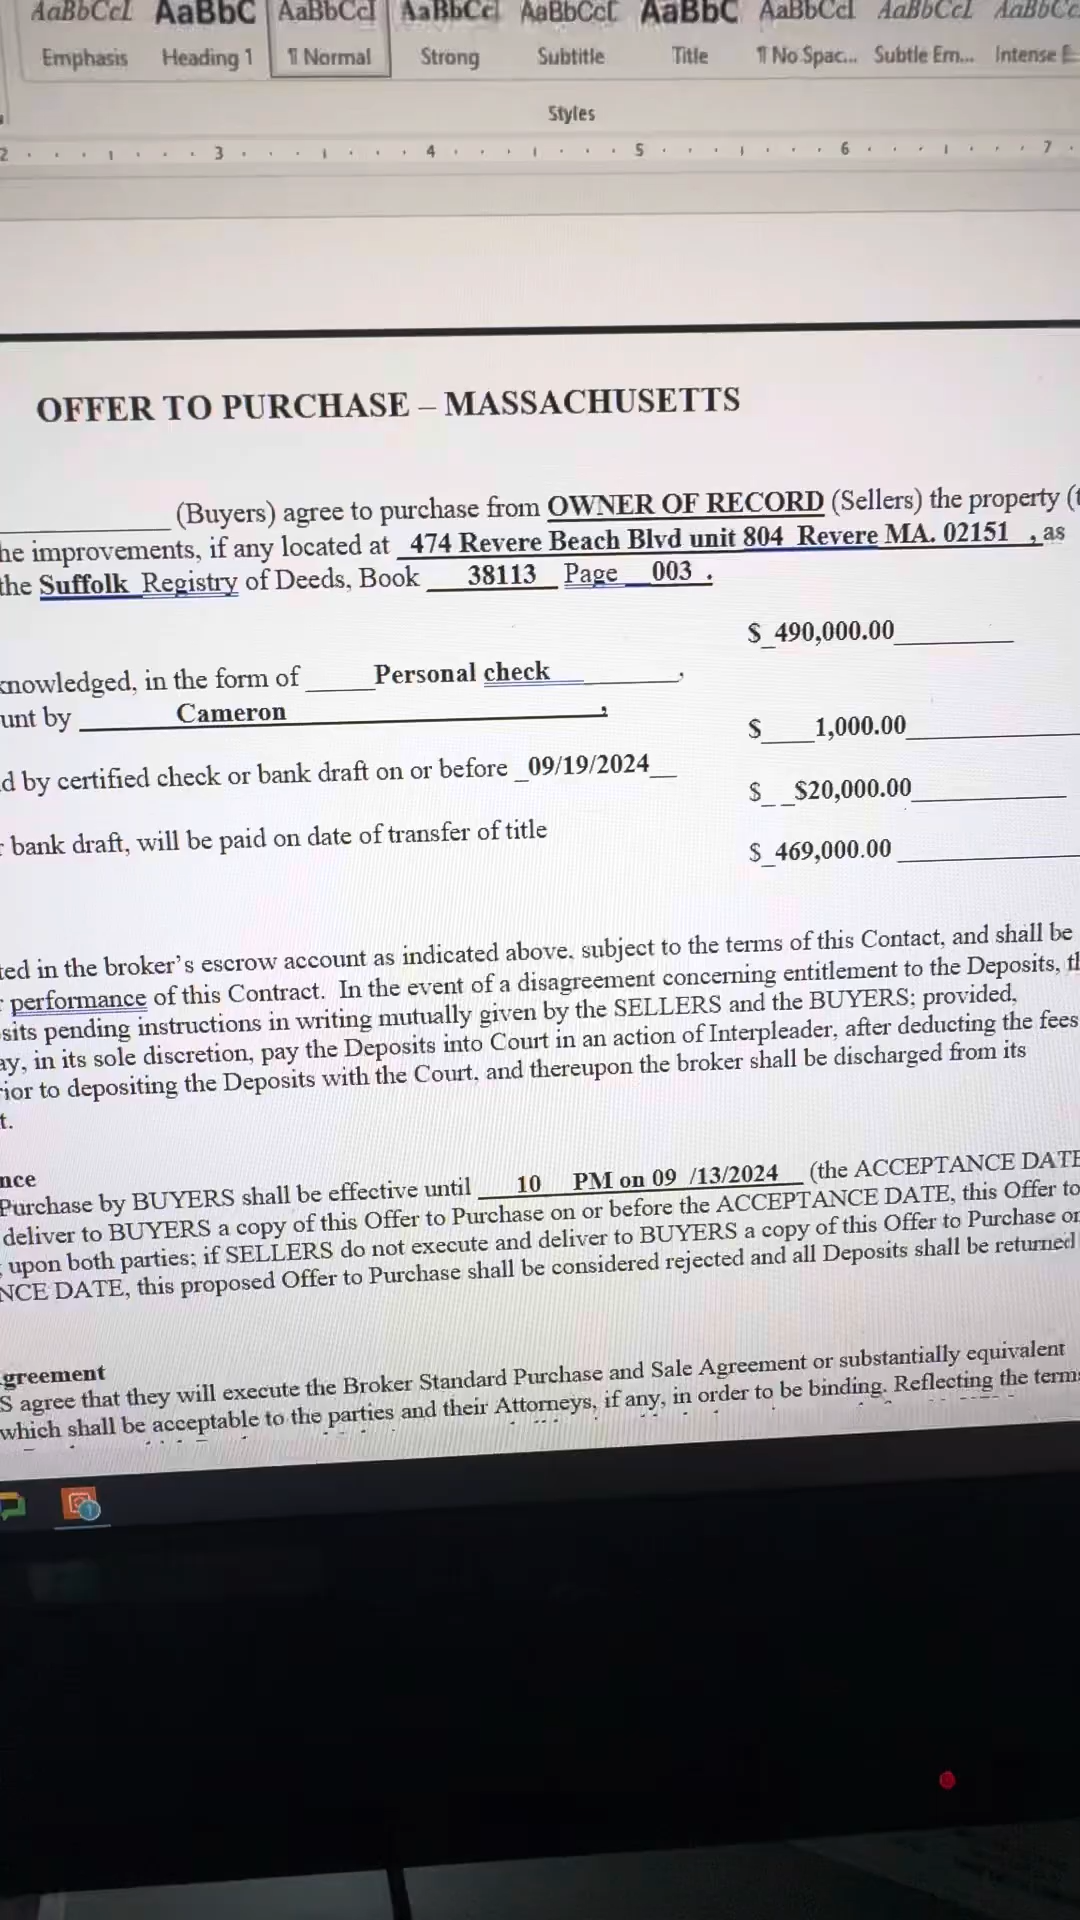 AaBbCcL AaBbC AaBbCcI AaBbCcI AaBbCcC AaBbC AaBbCcL AaBbCcL AaBbCc
Emphasis Heading 1 ¶ Normal Strong Subtitle Title ¶ No Spac... Subtle Em... Intense E
Styles
2 3 4 5 6 7
OFFER TO PURCHASE – MASSACHUSETTS
(Buyers) agree to purchase from OWNER OF RECORD (Sellers) the property (t
he improvements, if any located at 474 Revere Beach Blvd unit 804 Revere MA. 02151 , as
the Suffolk Registry of Deeds, Book 38113 Page 003 .
$ 490,000.00
knowledged, in the form of Personal check ,
unt by Cameron ,
$ 1,000.00
d by certified check or bank draft on or before 09/19/2024
$ $20,000.00
r bank draft, will be paid on date of transfer of title
$ 469,000.00
ted in the broker's escrow account as indicated above, subject to the terms of this Contact, and shall be
r performance of this Contract. In the event of a disagreement concerning entitlement to the Deposits, th
sits pending instructions in writing mutually given by the SELLERS and the BUYERS; provided,
ay, in its sole discretion, pay the Deposits into Court in an action of Interpleader, after deducting the fees
rior to depositing the Deposits with the Court, and thereupon the broker shall be discharged from its
t.
nce
Purchase by BUYERS shall be effective until 10 PM on 09 /13/2024 (the ACCEPTANCE DATE
deliver to BUYERS a copy of this Offer to Purchase on or before the ACCEPTANCE DATE, this Offer to
upon both parties; if SELLERS do not execute and deliver to BUYERS a copy of this Offer to Purchase or
NCE DATE, this proposed Offer to Purchase shall be considered rejected and all Deposits shall be returned
greement
S agree that they will execute the Broker Standard Purchase and Sale Agreement or substantially equivalent
which shall be acceptable to the parties and their Attorneys, if any, in order to be binding. Reflecting the terms